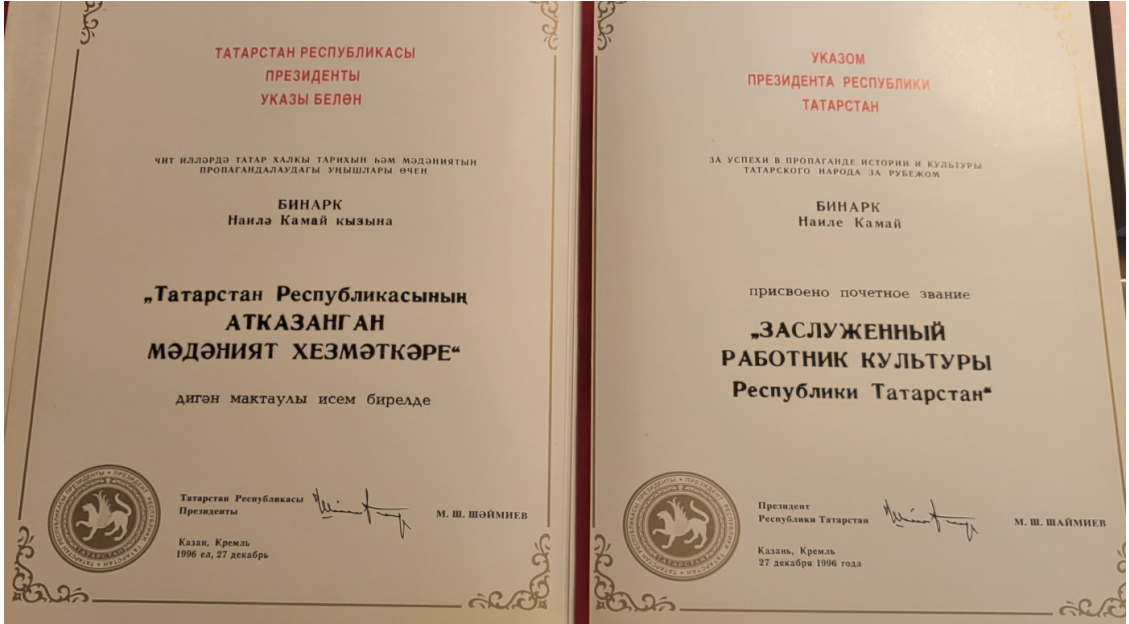 ТАТАРСТАН РЕСПУБЛИКАСЫ
ПРЕЗИДЕНТЫ
УКАЗЫ БЕЛӘН
ЧИТ ИЛЛӘРДӘ ТАТАР ХАЛКЫ ТАРИХЫН ҺӘМ МӘДӘНИЯТЫН
ПРОПАГАНДАЛАУДАГЫ УҢЫШЛАРЫ ӨЧЕН
БИНАРК
Наилә Камай кызына
„Татарстан Республикасының
АТКАЗАНГАН
МӘДӘНИЯТ ХЕЗМӘТКӘРЕ“
дигән мактаулы исем бирелде
Татарстан Республикасы
Президенты
М. Ш. ШӘЙМИЕВ
Казан, Кремль
1996 ел, 27 декабрь
УКАЗОМ
ПРЕЗИДЕНТА РЕСПУБЛИКИ
ТАТАРСТАН
ЗА УСПЕХИ В ПРОПАГАНДЕ ИСТОРИИ И КУЛЬТУРЫ
ТАТАРСКОГО НАРОДА ЗА РУБЕЖОМ
БИНАРК
Наиле Камай
присвоено почетное звание
„ЗАСЛУЖЕННЫЙ
РАБОТНИК КУЛЬТУРЫ
Республики Татарстан“
Президент
Республики Татарстан
М. Ш. ШАЙМИЕВ
Казань, Кремль
27 декабря 1996 года